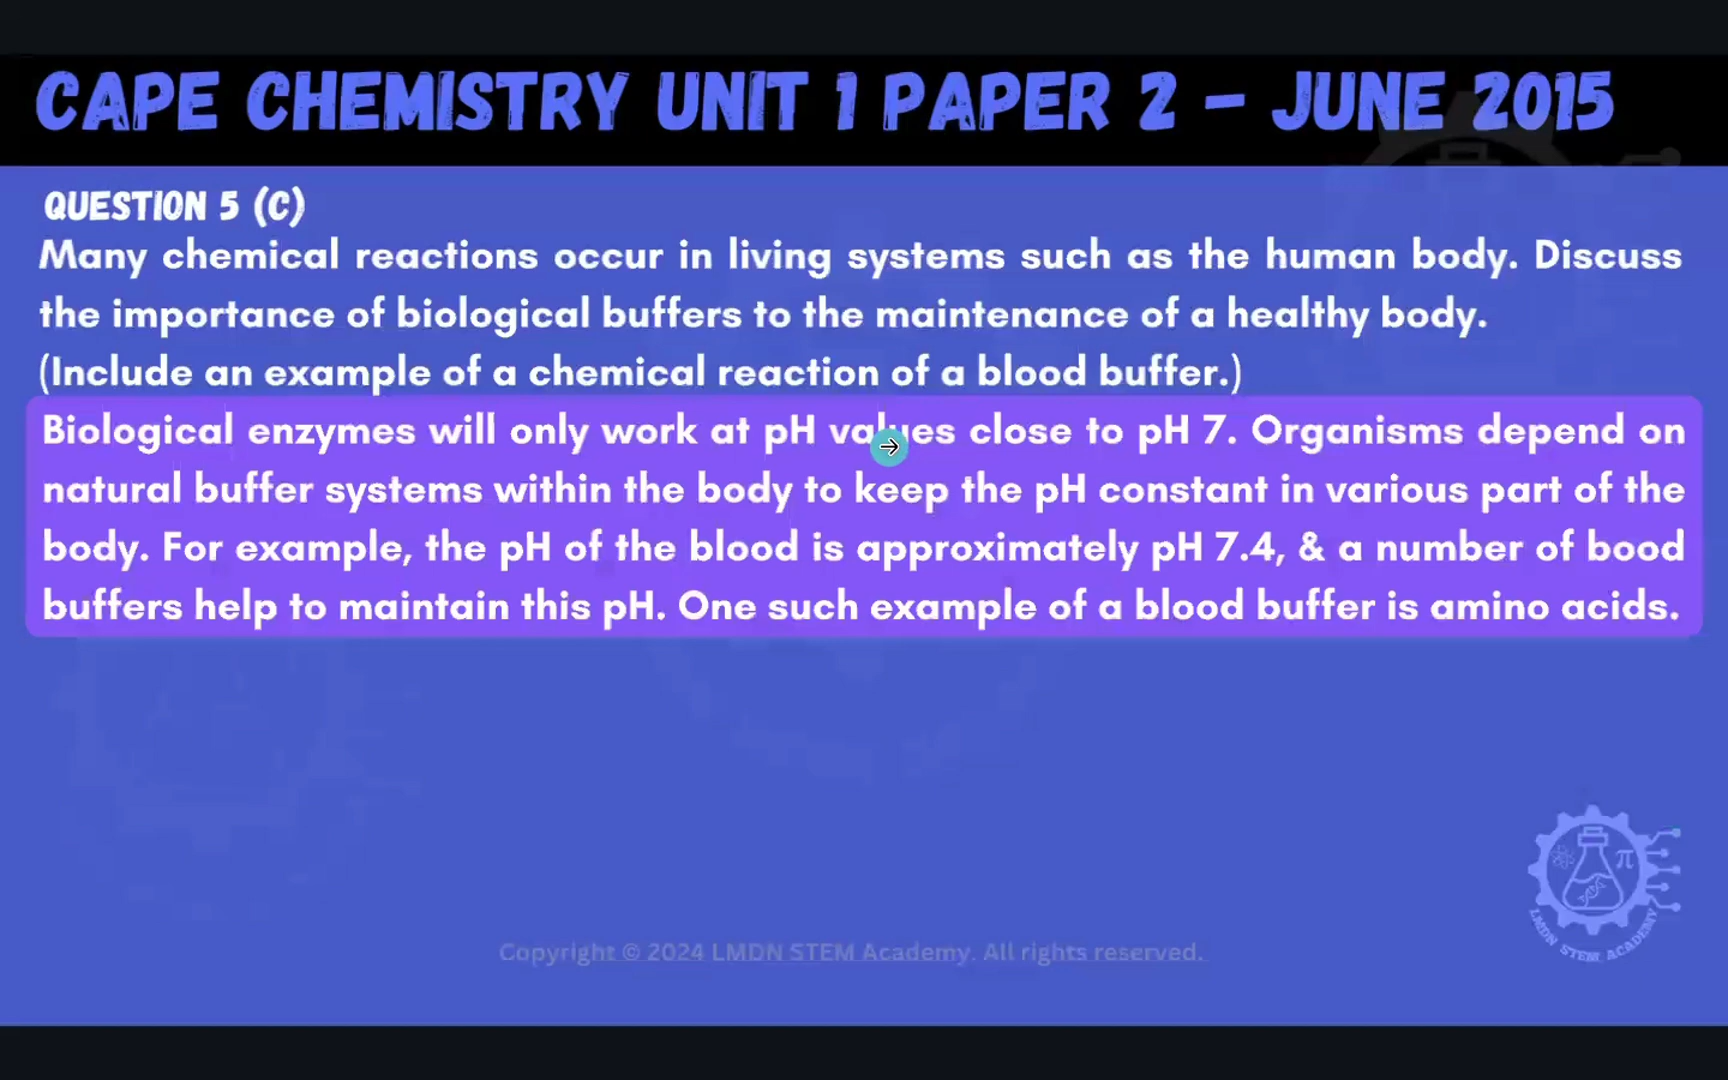 CAPE CHEMISTRY UNIT 1 PAPER 2 – JUNE 2015
QUESTION 5 (C)
Many chemical reactions occur in living systems such as the human body. Discuss
the importance of biological buffers to the maintenance of a healthy body.
(Include an example of a chemical reaction of a blood buffer.)
Biological enzymes will only work at pH values close to pH 7. Organisms depend on
natural buffer systems within the body to keep the pH constant in various part of the
body. For example, the pH of the blood is approximately pH 7.4, & a number of bood
buffers help to maintain this pH. One such example of a blood buffer is amino acids.
π
LMDN STEM ACADEMY
Copyright © 2024 LMDN STEM Academy. All rights reserved.